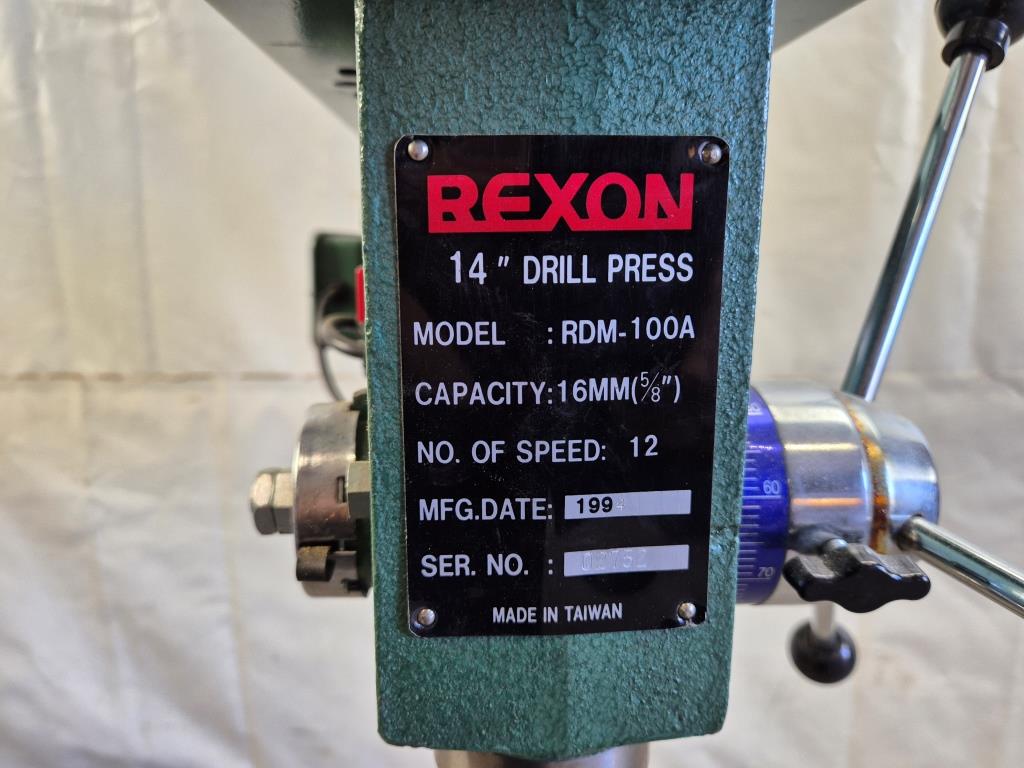 REXON
14" DRILL PRESS
MODEL : RDM-100A
CAPACITY: 16MM(5/8")
NO. OF SPEED: 12
MFG.DATE: 1994
SER. NO. :
MADE IN TAIWAN
60
70